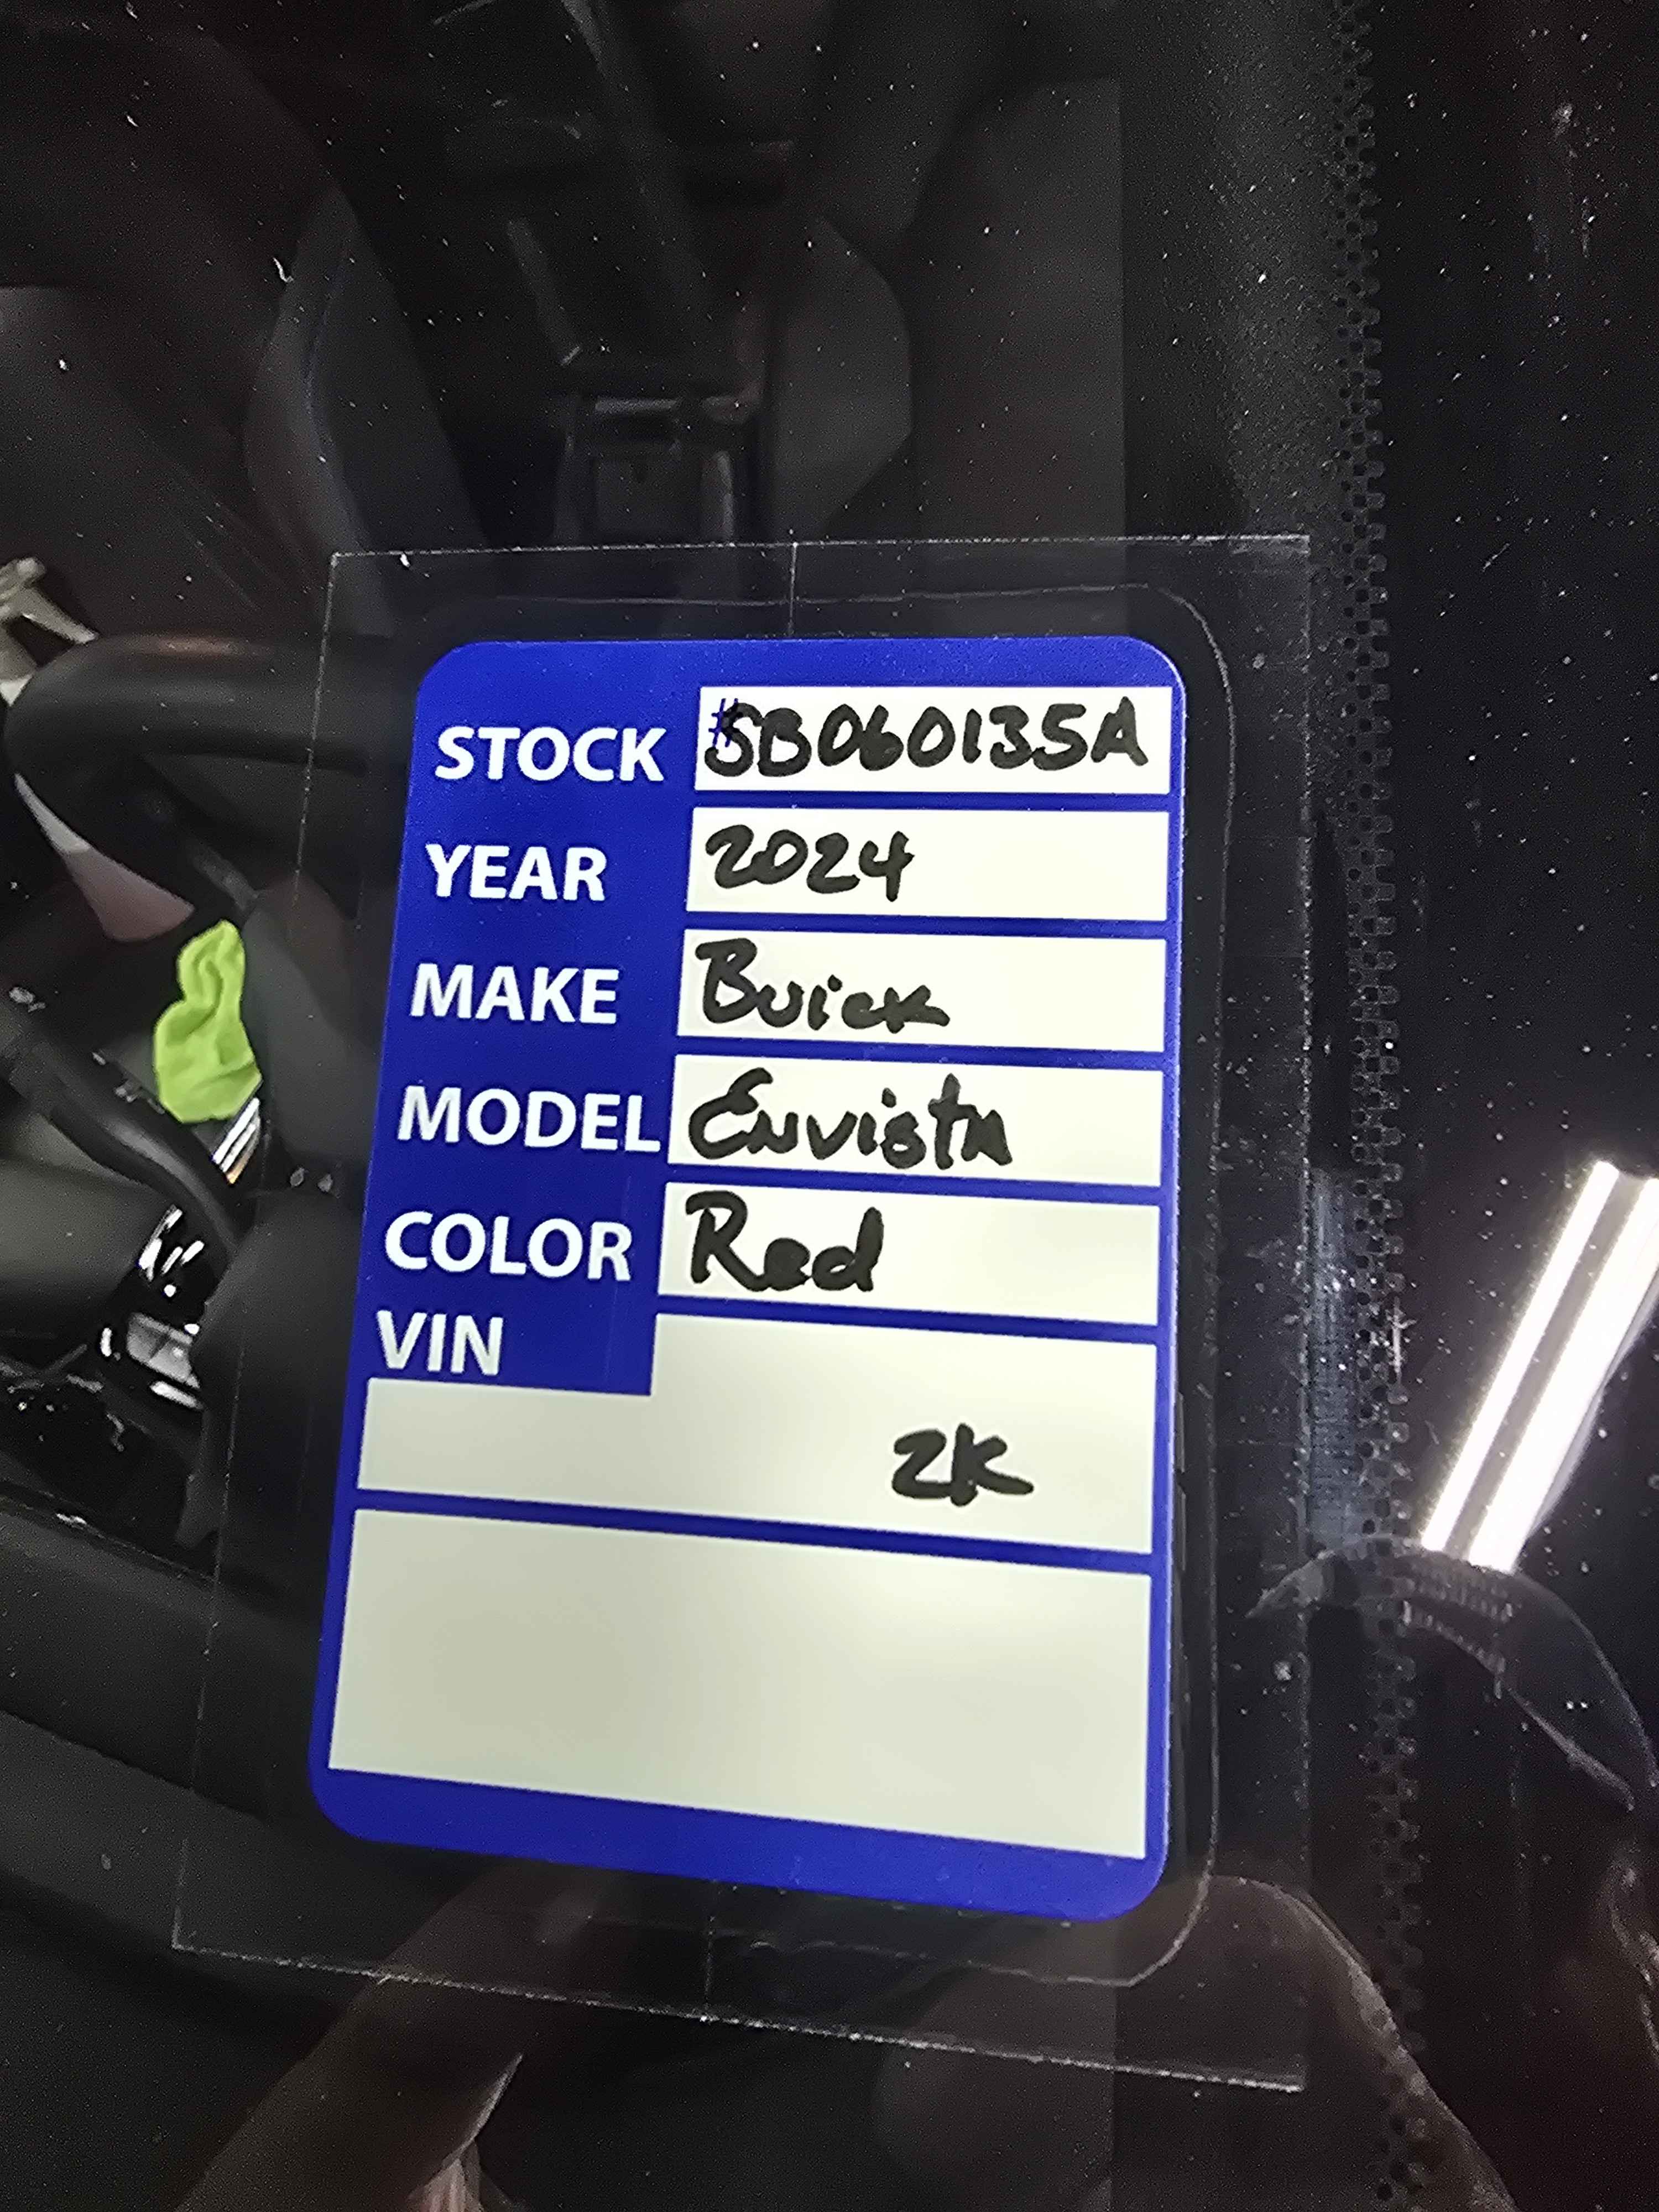 STOCK #SB060135A
YEAR 2024
MAKE Buick
MODEL Envista
COLOR Red
VIN
2K